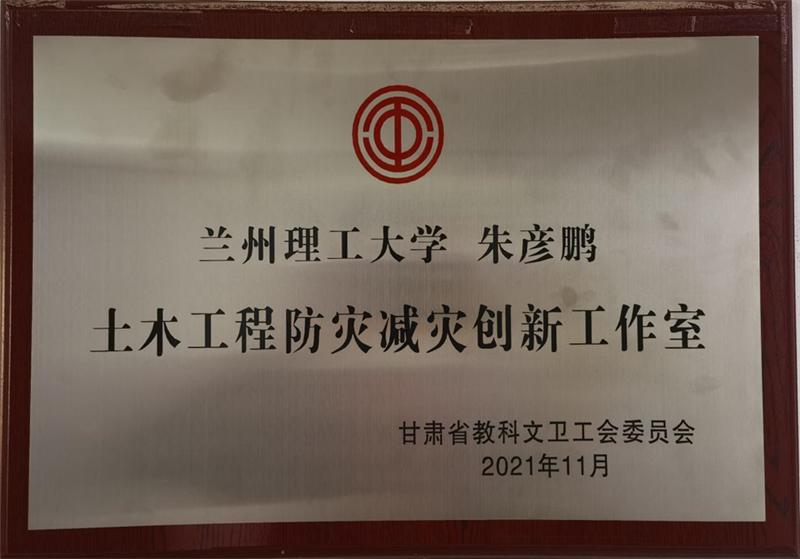 兰州理工大学 朱彦鹏
土木工程防灾减灾创新工作室
甘肃省教科文卫工会委员会
2021年11月